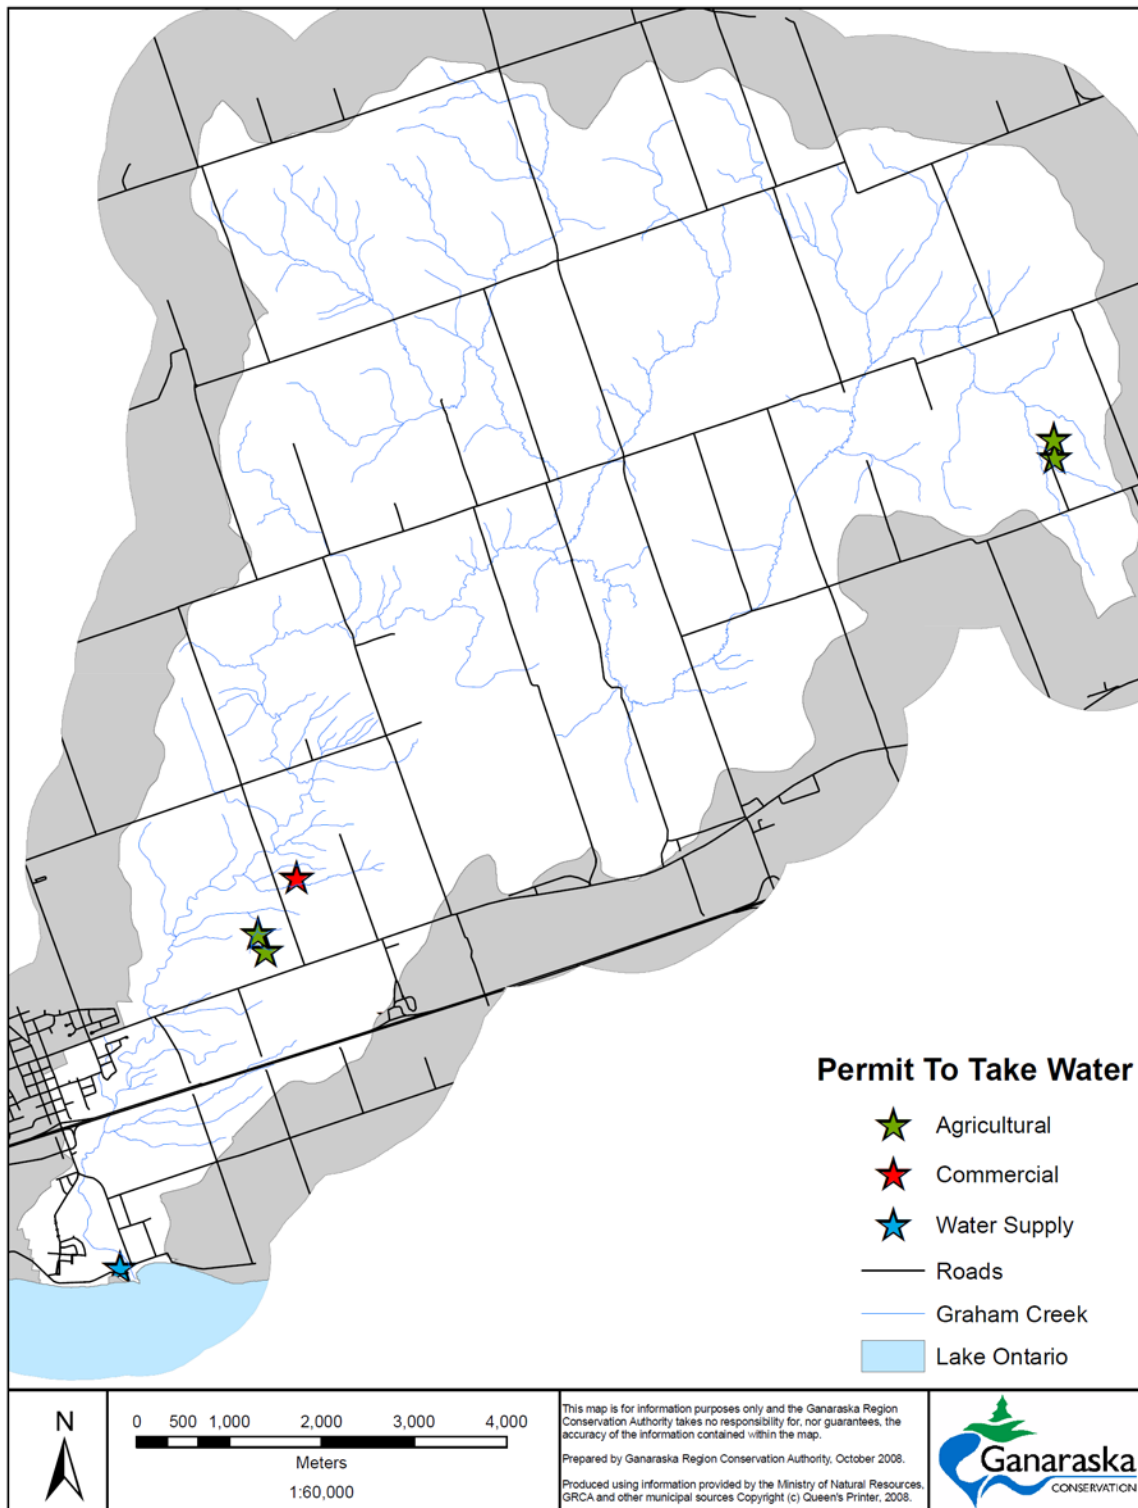 Permit To Take Water
Agricultural
Commercial
Water Supply
Roads
Graham Creek
Lake Ontario
N
0 500 1,000 2,000 3,000 4,000
Meters
1:60,000
This map is for information purposes only and the Ganaraska Region
Conservation Authority takes no responsibility for, nor guarantees, the
accuracy of the information contained within the map.
Prepared by Ganaraska Region Conservation Authority, October 2008.
Produced using information provided by the Ministry of Natural Resources,
GRCA and other municipal sources Copyright (c) Queen's Printer, 2008.
Ganaraska
CONSERVATION